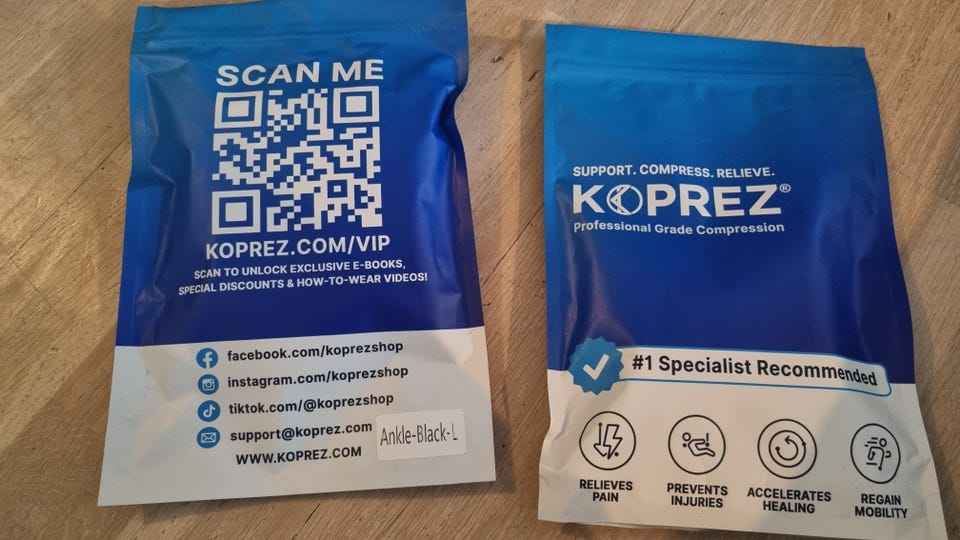 SCAN ME
KOPREZ.COM/VIP
SCAN TO UNLOCK EXCLUSIVE E-BOOKS,
SPECIAL DISCOUNTS & HOW-TO-WEAR VIDEOS!
facebook.com/koprezshop
instagram.com/koprezshop
tiktok.com/@koprezshop
support@koprez.com
WWW.KOPREZ.COM
Ankle-Black-L
SUPPORT. COMPRESS. RELIEVE.
KOPREZ®
Professional Grade Compression
#1 Specialist Recommended
RELIEVES
PAIN
PREVENTS
INJURIES
ACCELERATES
HEALING
REGAIN
MOBILITY